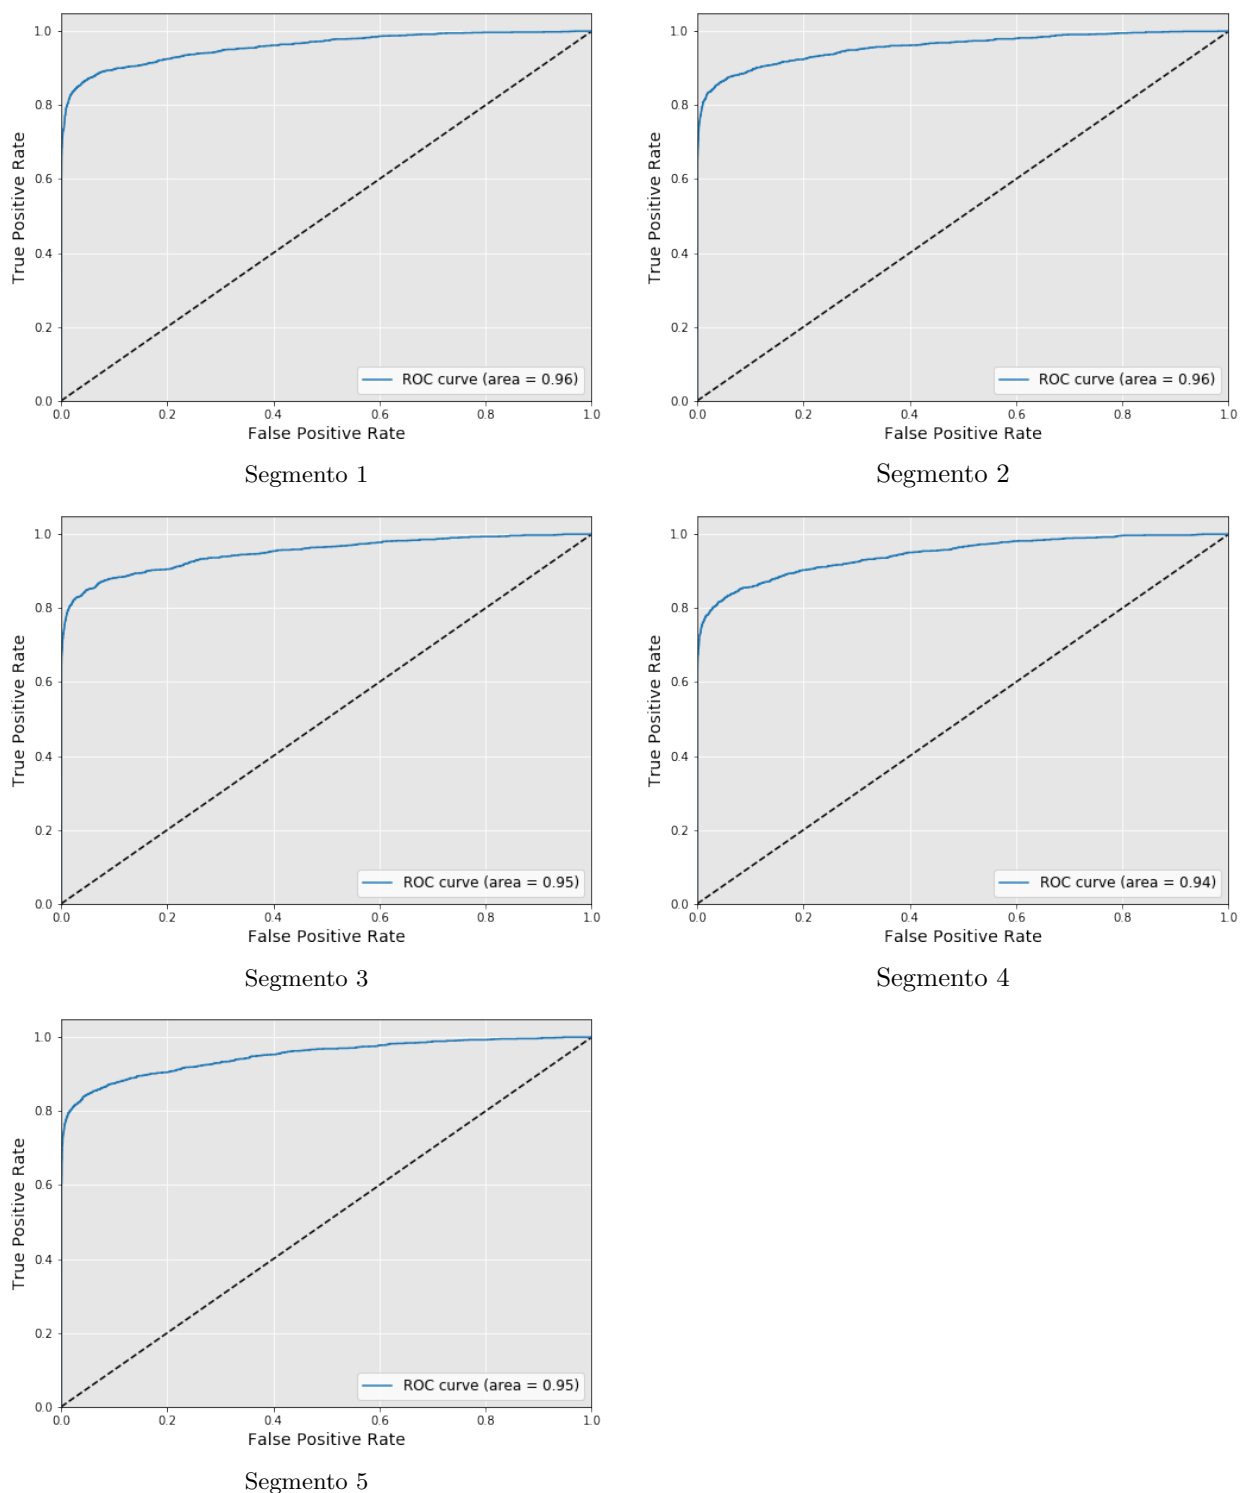 1.0
0.8
0.6
0.4
0.2
0.0
True Positive Rate
ROC curve (area = 0.96)
0.0 0.2 0.4 0.6 0.8 1.0
False Positive Rate
Segmento 1
1.0
0.8
0.6
0.4
0.2
0.0
True Positive Rate
ROC curve (area = 0.96)
0.0 0.2 0.4 0.6 0.8 1.0
False Positive Rate
Segmento 2
1.0
0.8
0.6
0.4
0.2
0.0
True Positive Rate
ROC curve (area = 0.95)
0.0 0.2 0.4 0.6 0.8 1.0
False Positive Rate
Segmento 3
1.0
0.8
0.6
0.4
0.2
0.0
True Positive Rate
ROC curve (area = 0.94)
0.0 0.2 0.4 0.6 0.8 1.0
False Positive Rate
Segmento 4
1.0
0.8
0.6
0.4
0.2
0.0
True Positive Rate
ROC curve (area = 0.95)
0.0 0.2 0.4 0.6 0.8 1.0
False Positive Rate
Segmento 5